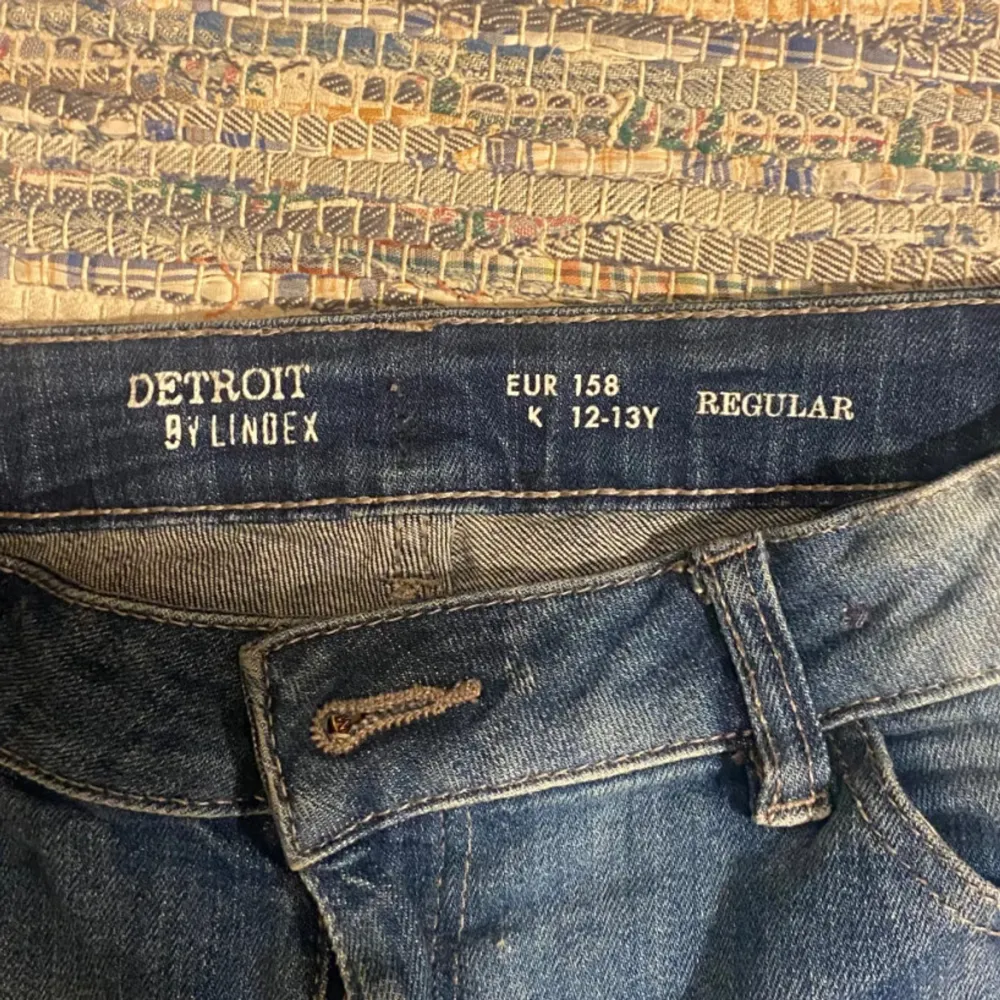 DETROIT
BY LINDEX
EUR 158
K 12-13Y
REGULAR